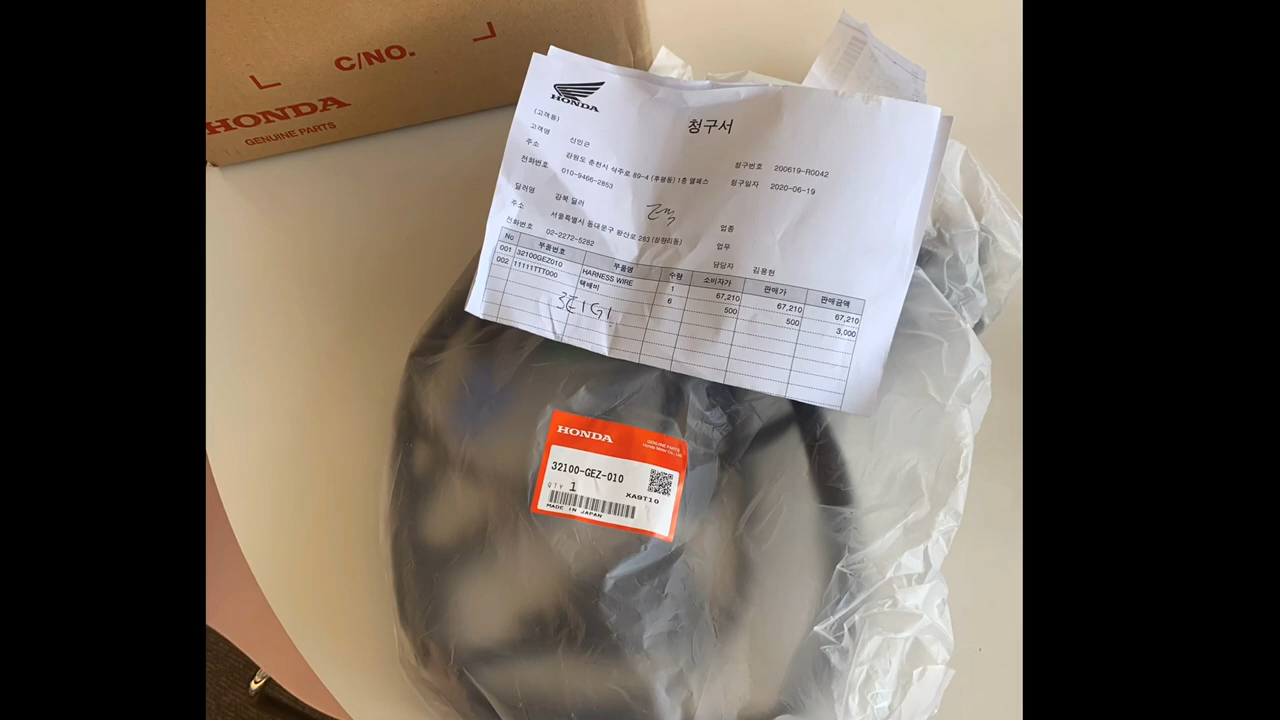 C/NO.
HONDA
GENUINE PARTS
HONDA
청구서
(고객용)
고객명 신인근
주소 강원도 춘천시 삭주로 89-4 (후평동) 1층 엘페스
전화번호 010-9466-2853
청구번호 200619-R0042
청구일자 2020-06-19
딜러명 강북 딜러
주소 서울특별시 동대문구 왕산로 283 (청량리동)
전화번호 02-2272-5282
업종
업무
담당자 김용현
No 부품번호 부품명 수량 소비자가 판매가 판매금액
001 32100GEZ010 HARNESS WIRE 1 67,210 67,210 67,210
002 11111TTT000 택배비 6 500 500 3,000
HONDA
GENUINE PARTS
Honda Motor Co., Ltd.
32100-GEZ-010
QTY 1
XA9T10
MADE IN JAPAN